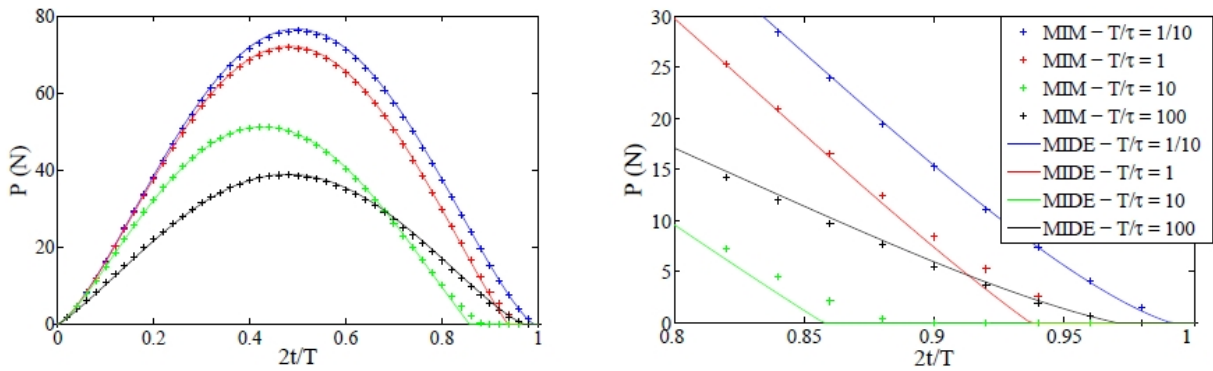 80
60
40
20
0
P (N)
0
0.2
0.4
0.6
0.8
1
2t/T
30
25
20
15
10
5
0
P (N)
0.8
0.85
0.9
0.95
1
2t/T
MIM − T/τ = 1/10
MIM − T/τ = 1
MIM − T/τ = 10
MIM − T/τ = 100
MIDE − T/τ = 1/10
MIDE − T/τ = 1
MIDE − T/τ = 10
MIDE − T/τ = 100